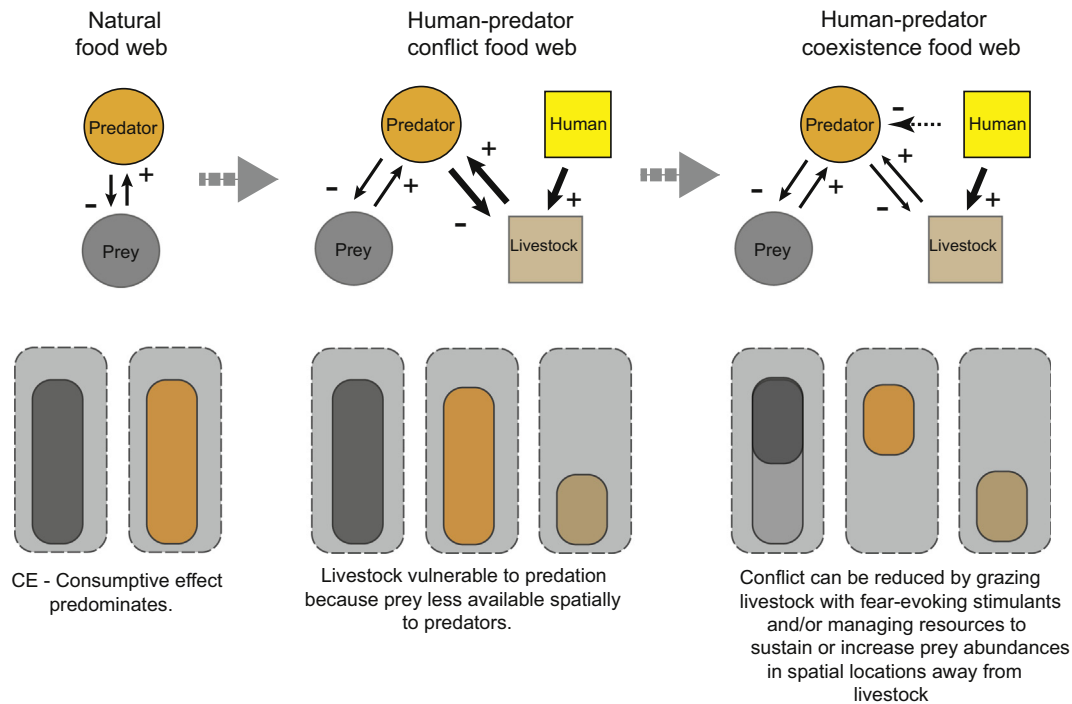 Natural
food web
Predator
-
+
Prey
Human-predator
conflict food web
Predator
Human
-
+
+
-
+
Prey
Livestock
Human-predator
coexistence food web
Predator
-
Human
-
+
+
-
+
Prey
Livestock
CE - Consumptive effect
predominates.
Livestock vulnerable to predation
because prey less available spatially
to predators.
Conflict can be reduced by grazing
livestock with fear-evoking stimulants
and/or managing resources to
sustain or increase prey abundances
in spatial locations away from
livestock